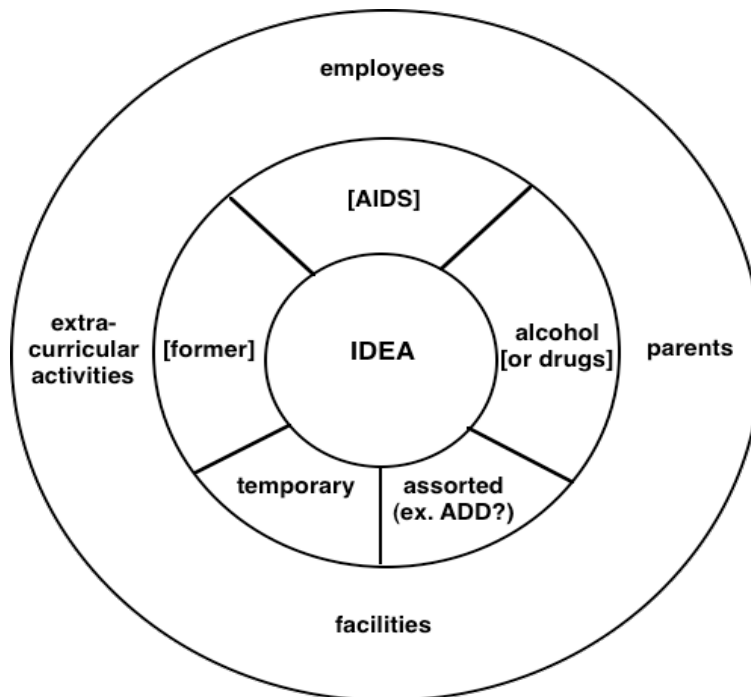 employees
[AIDS]
extra-
curricular
activities
[former]
IDEA
alcohol
[or drugs]
parents
temporary
assorted
(ex. ADD?)
facilities